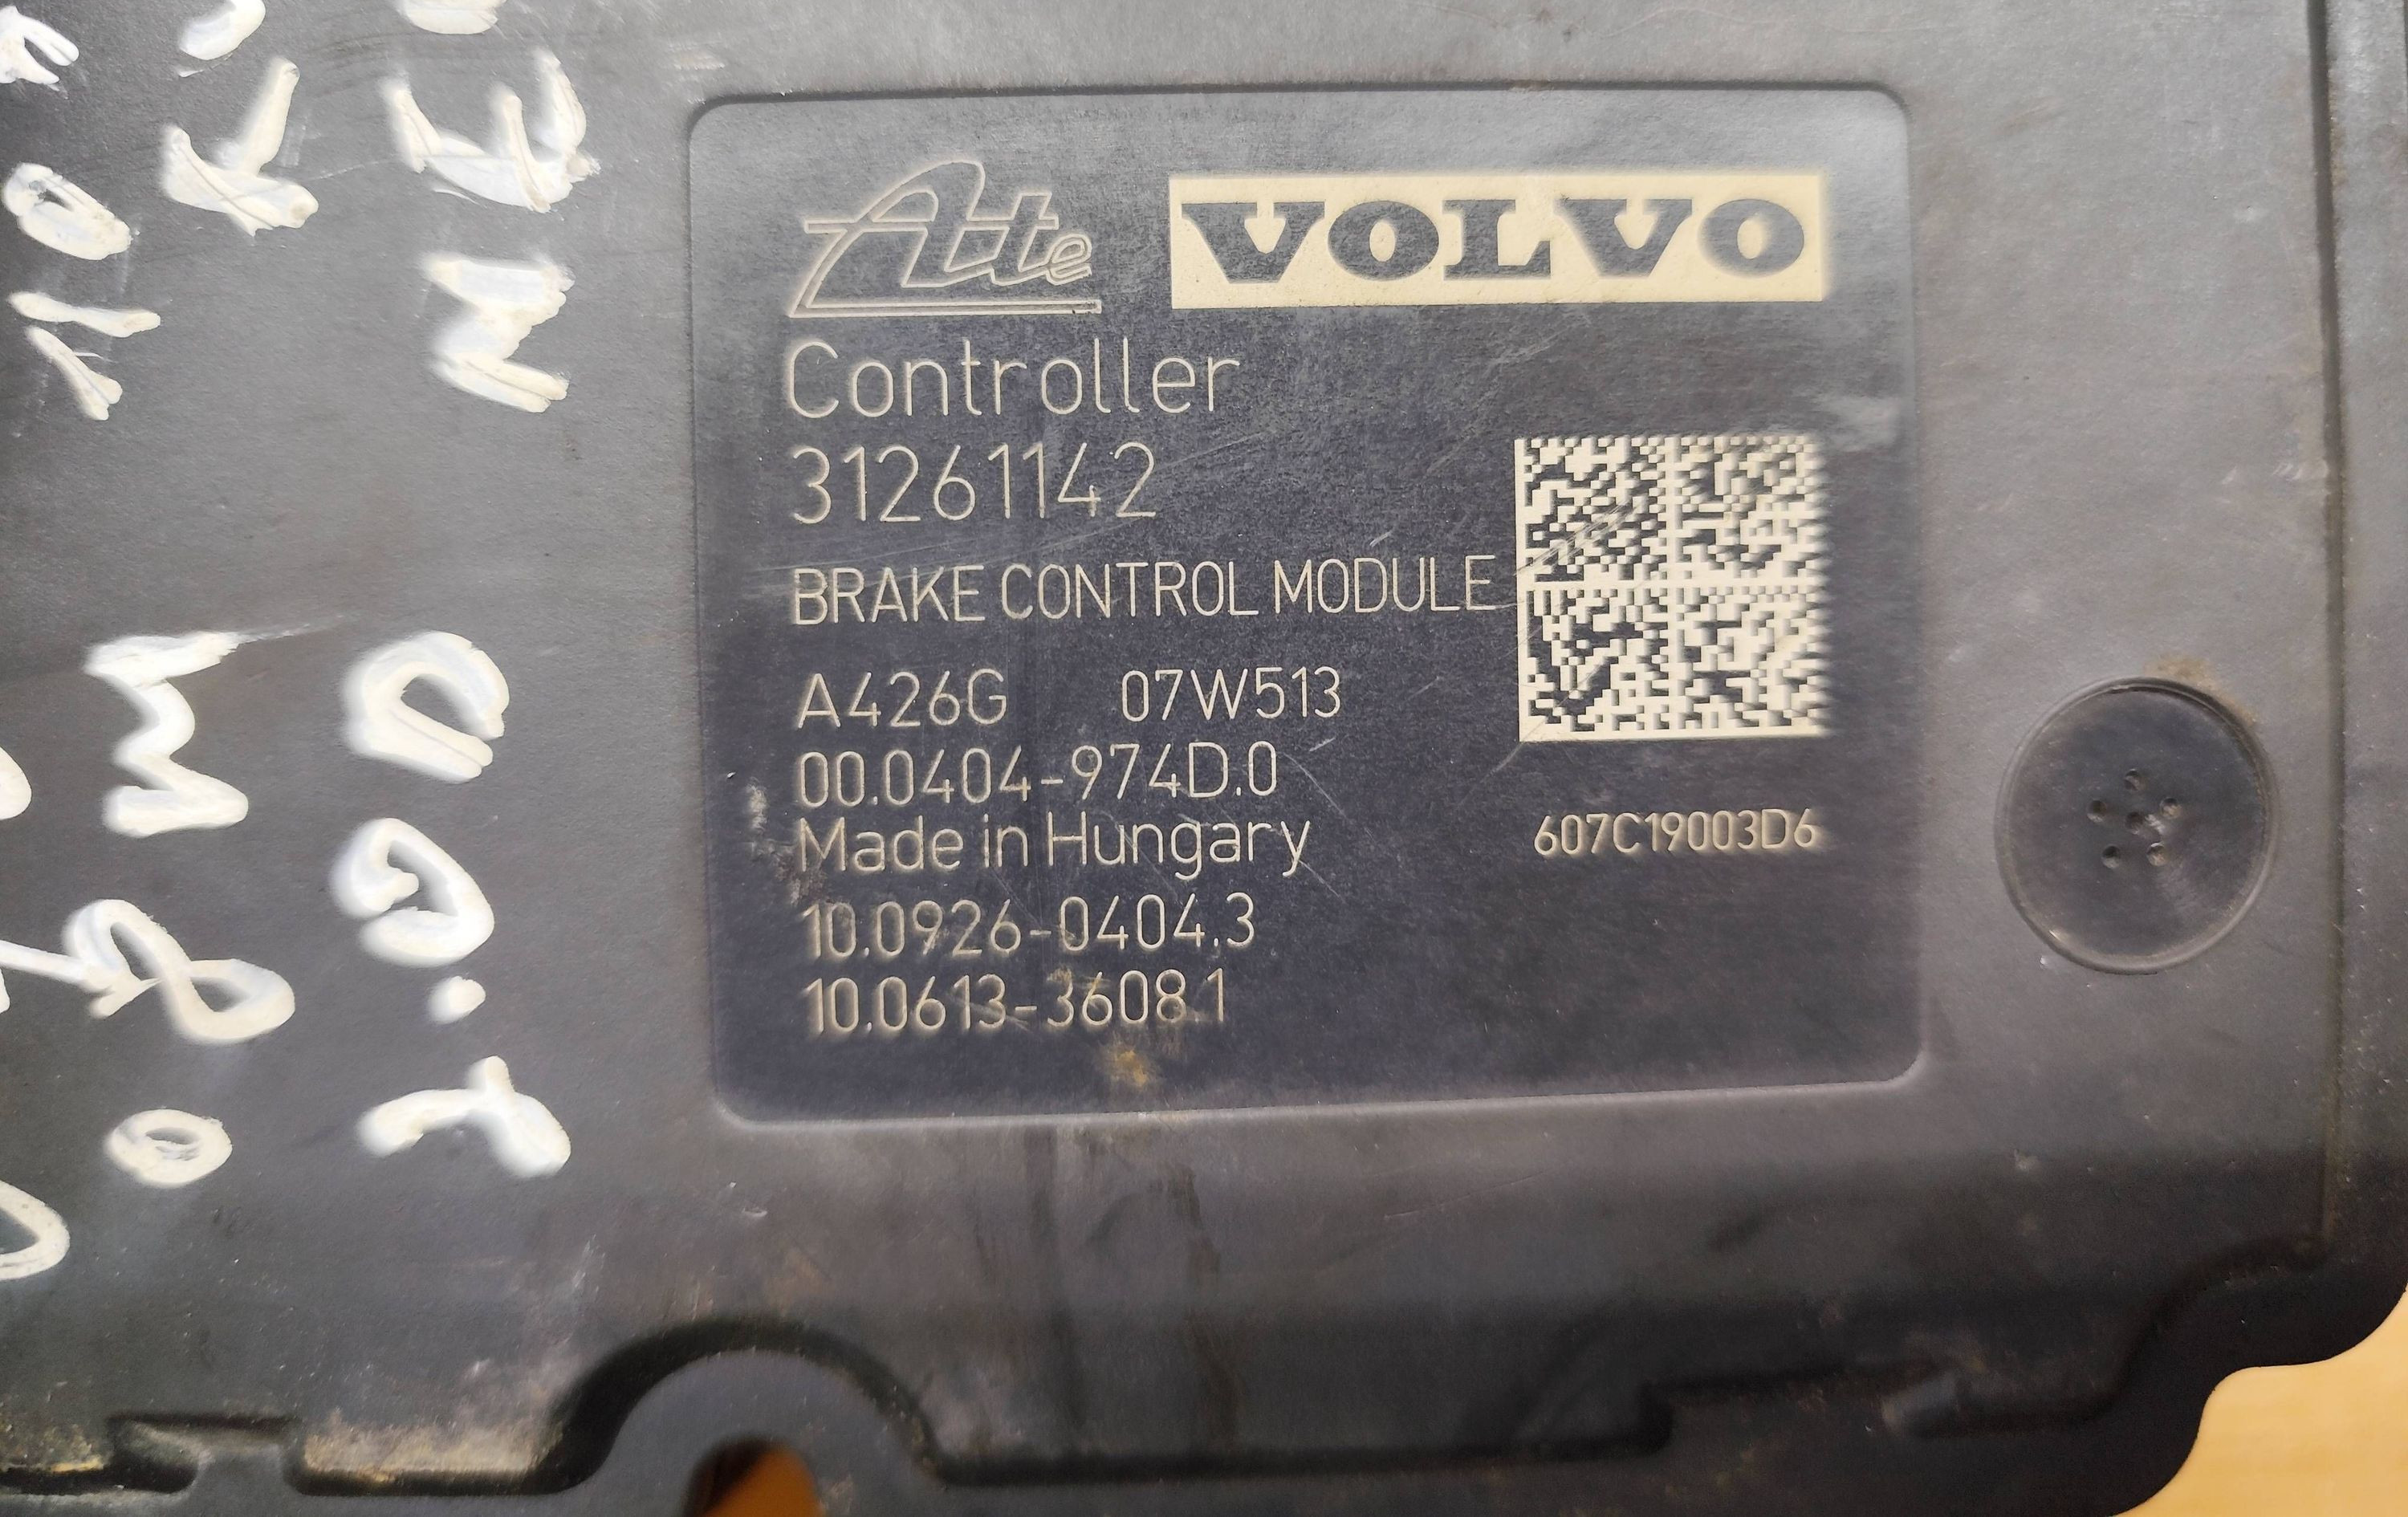 Ate VOLVO
Controller
31261142
BRAKE CONTROL MODULE
A426G 07W513
00.0404-974D.0
Made in Hungary
607C19003D6
10.0926-0404.3
10.0613-3608.1